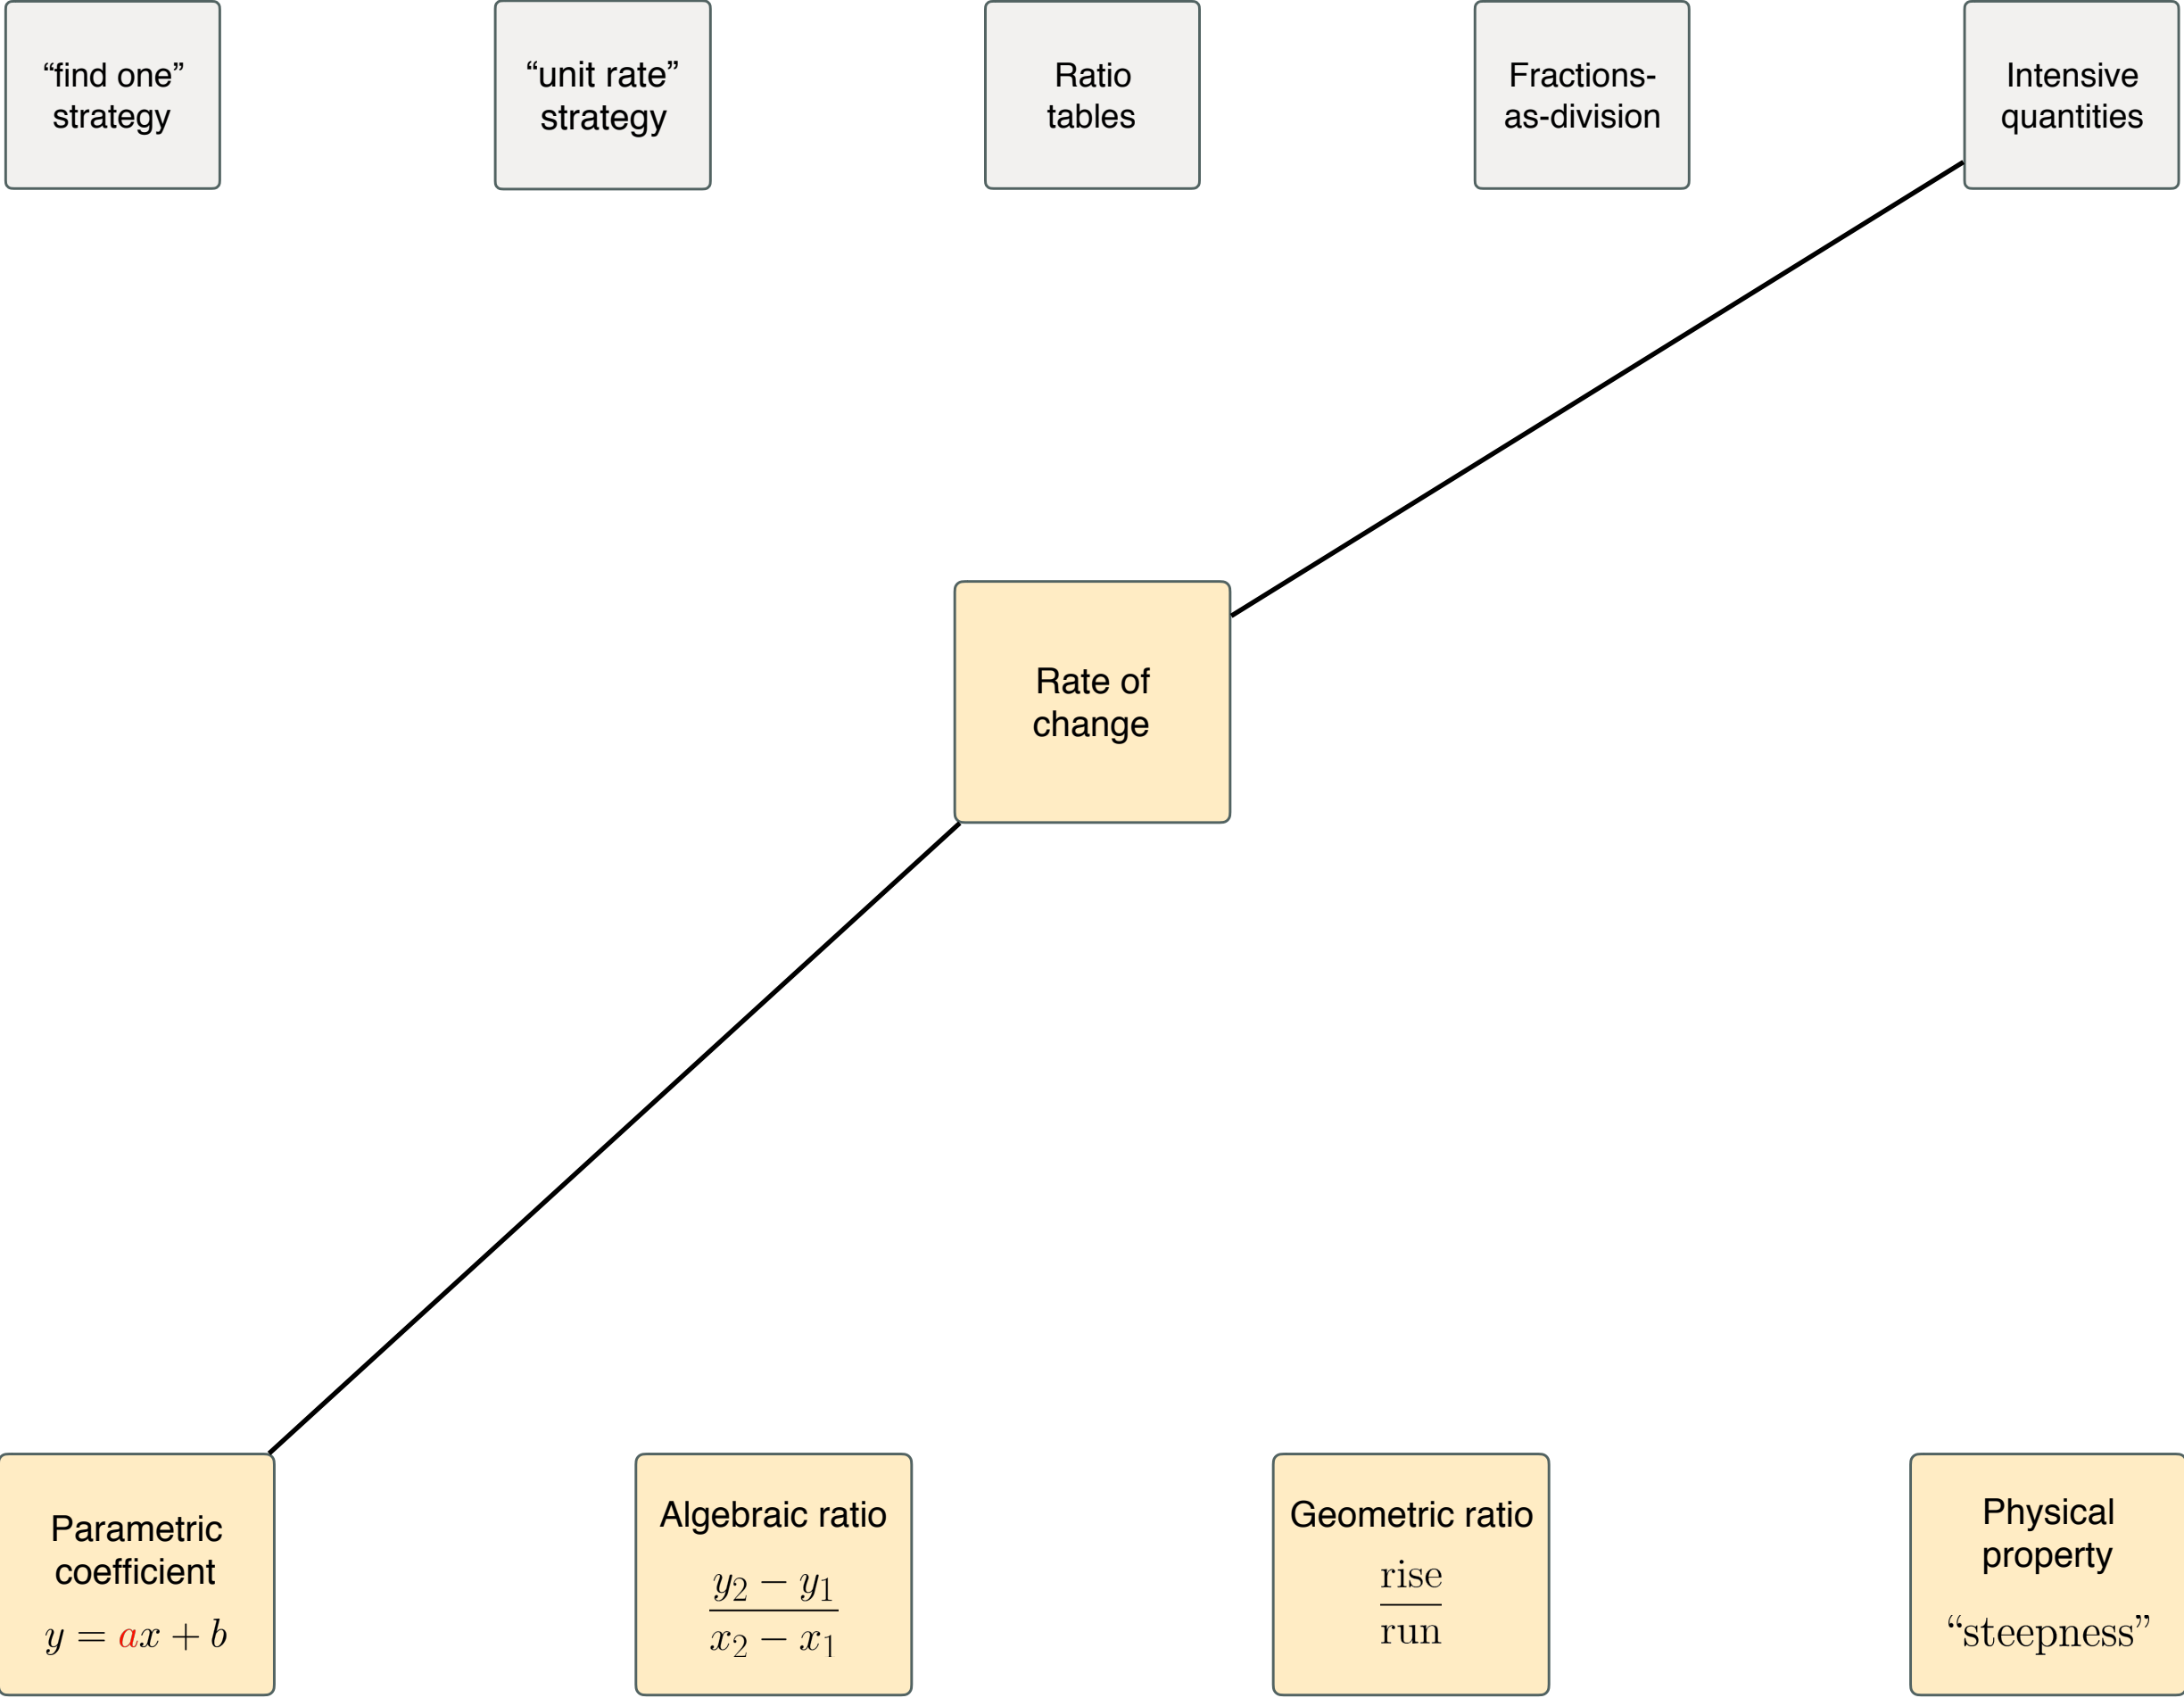 “find one”
strategy
“unit rate”
strategy
Ratio
tables
Fractions-
as-division
Intensive
quantities
Rate of
change
Parametric
coefficient
y = ax + b
Algebraic ratio
y₂ − y₁
x₂ − x₁
Geometric ratio
rise
run
Physical
property
“steepness”